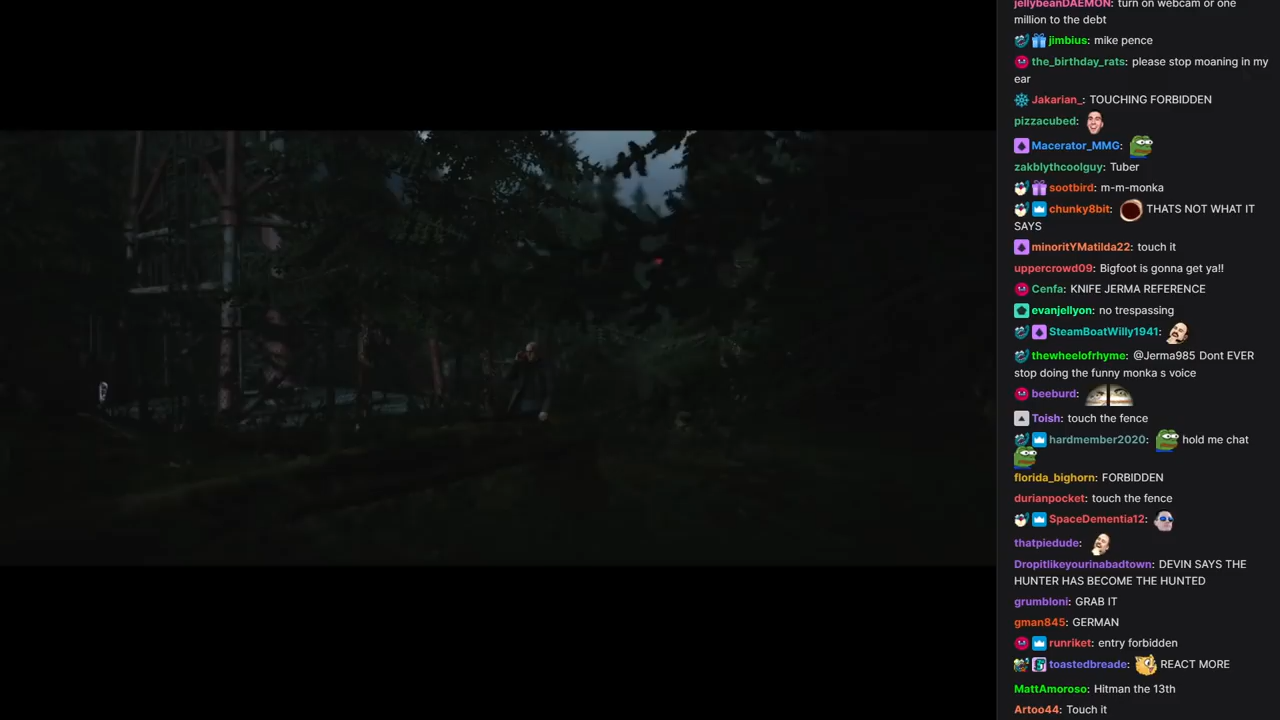 jellybeanDAEMON: turn on webcam or one
million to the debt
jimbius: mike pence
the_birthday_rats: please stop moaning in my
ear
Jakarian_: TOUCHING FORBIDDEN
pizzacubed:
Macerator_MMG:
zakblythcoolguy: Tuber
sootbird: m-m-monka
chunky8bit: THATS NOT WHAT IT
SAYS
minoritYMatilda22: touch it
uppercrowd09: Bigfoot is gonna get ya!!
Cenfa: KNIFE JERMA REFERENCE
evanjellyon: no trespassing
SteamBoatWilly1941:
thewheelofrhyme: @Jerma985 Dont EVER
stop doing the funny monka s voice
beeburd:
Toish: touch the fence
hardmember2020: hold me chat
florida_bighorn: FORBIDDEN
durianpocket: touch the fence
SpaceDementia12:
thatpiedude:
Dropitlikeyourinabadtown: DEVIN SAYS THE
HUNTER HAS BECOME THE HUNTED
grumbloni: GRAB IT
gman845: GERMAN
runriket: entry forbidden
toastedbreade: REACT MORE
MattAmoroso: Hitman the 13th
Artoo44: Touch it